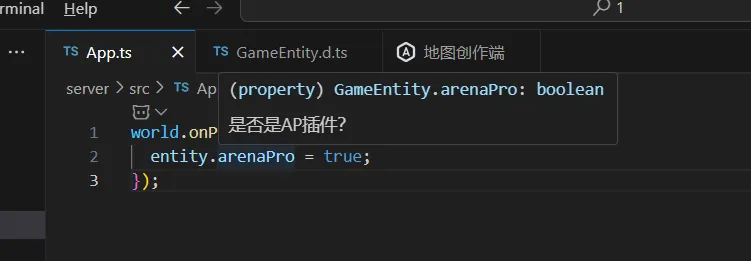 rminal Help
1
TS App.ts
TS GameEntity.d.ts
地图创作端
server > src > TS Ap
(property) GameEntity.arenaPro: boolean
是否是AP插件?
1 world.onP
2 entity.arenaPro = true;
3 });